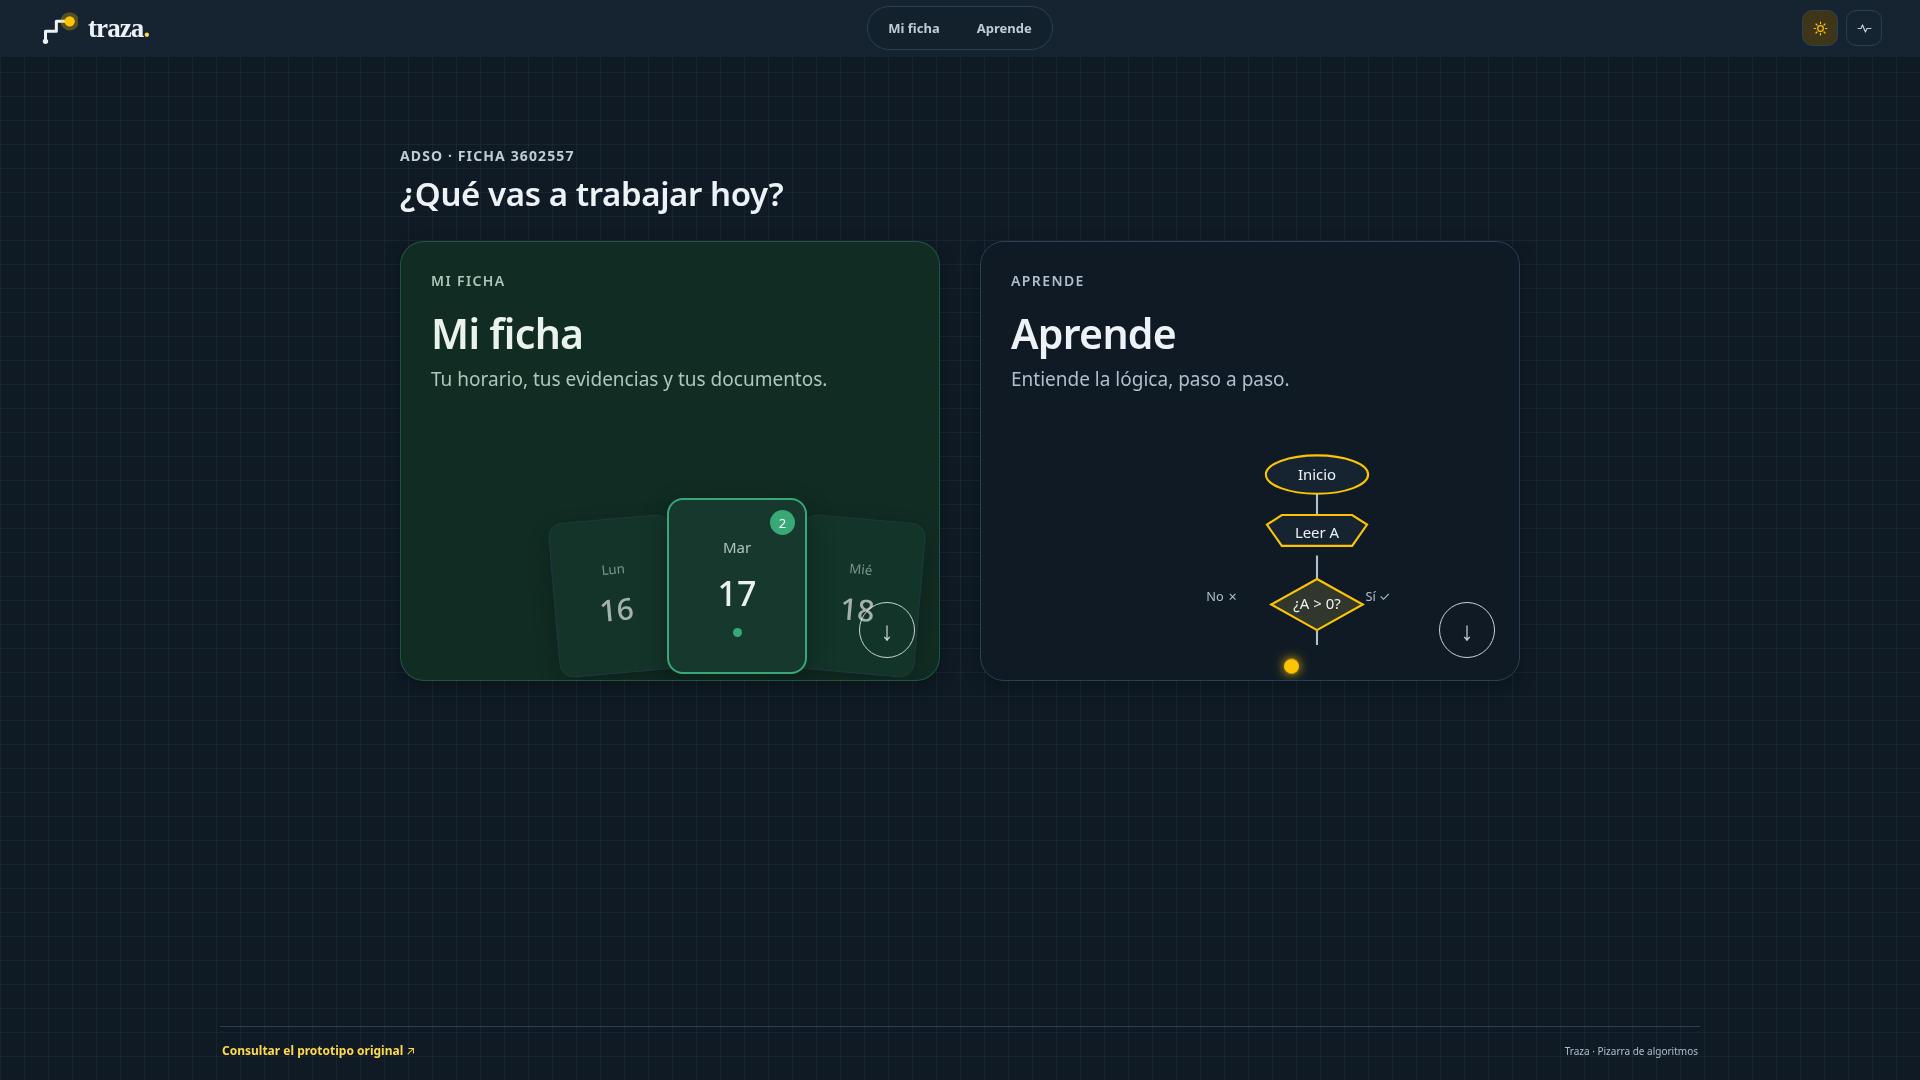 traza.
Mi ficha
Aprende
ADSO · FICHA 3602557
¿Qué vas a trabajar hoy?
MI FICHA
Mi ficha
Tu horario, tus evidencias y tus documentos.
Lun
16
2
Mar
17
Mié
18
↓
APRENDE
Aprende
Entiende la lógica, paso a paso.
Inicio
Leer A
No ×
¿A > 0?
Sí ✓
↓
Consultar el prototipo original ↗
Traza · Pizarra de algoritmos